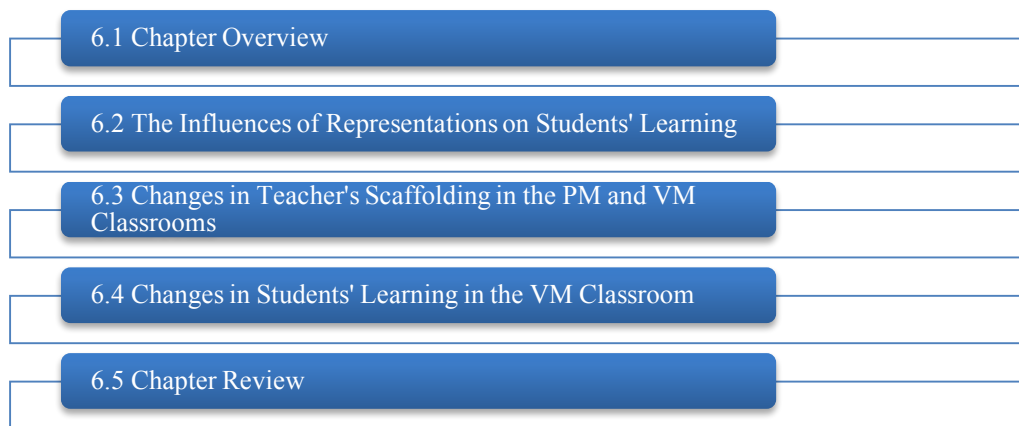 6.1 Chapter Overview
6.2 The Influences of Representations on Students' Learning
6.3 Changes in Teacher's Scaffolding in the PM and VM
Classrooms
6.4 Changes in Students' Learning in the VM Classroom
6.5 Chapter Review